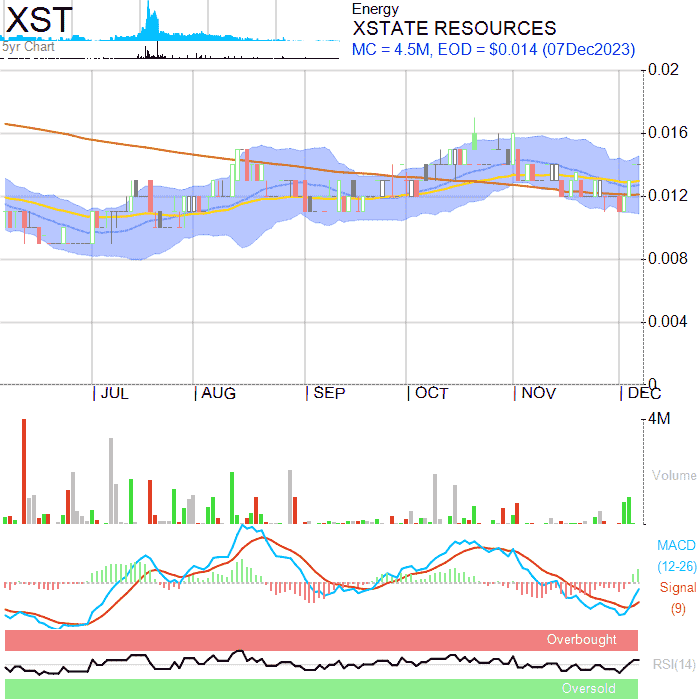 XST
5yr Chart
Energy
XSTATE RESOURCES
MC = 4.5M, EOD = $0.014 (07Dec2023)
0.02
0.016
0.012
0.008
0.004
0
JUL AUG SEP OCT NOV DEC
4M
Volume
MACD
(12-26)
Signal
(9)
Overbought
RSI(14)
Oversold